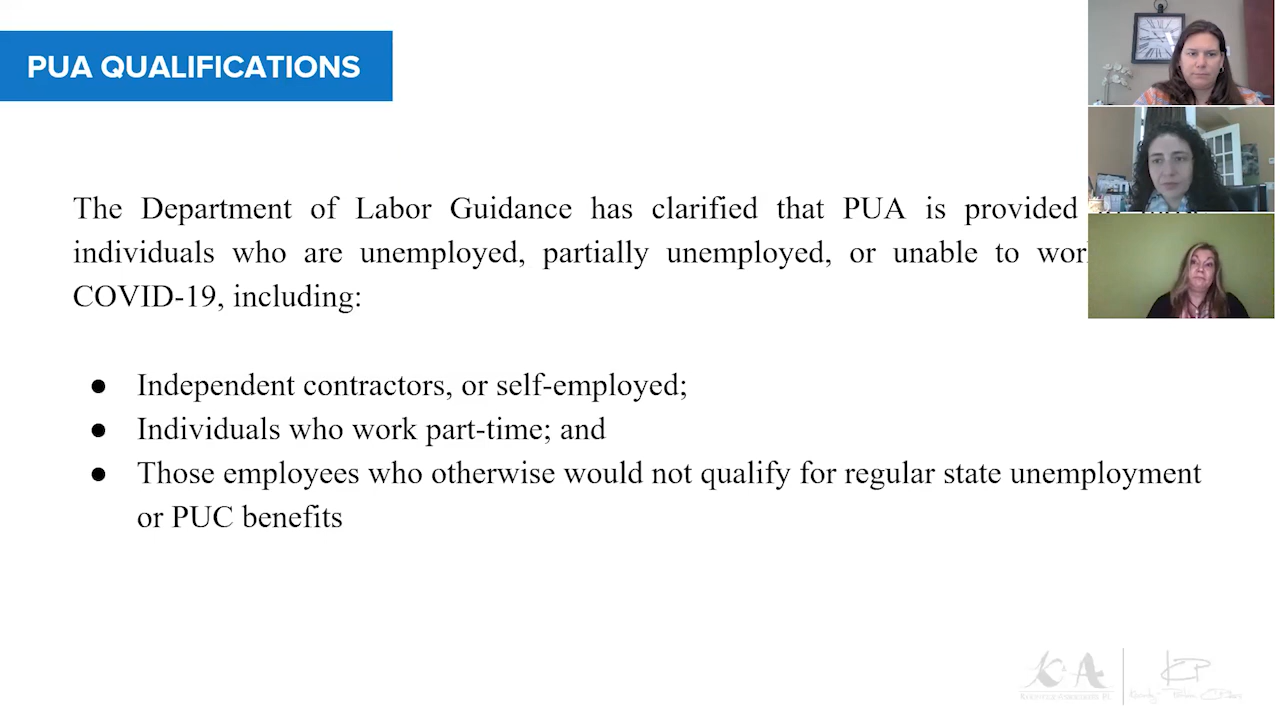 PUA QUALIFICATIONS
The Department of Labor Guidance has clarified that PUA is provided
individuals who are unemployed, partially unemployed, or unable to
COVID-19, including:
● Independent contractors, or self-employed;
● Individuals who work part-time; and
● Those employees who otherwise would not qualify for regular state unemployment
or PUC benefits